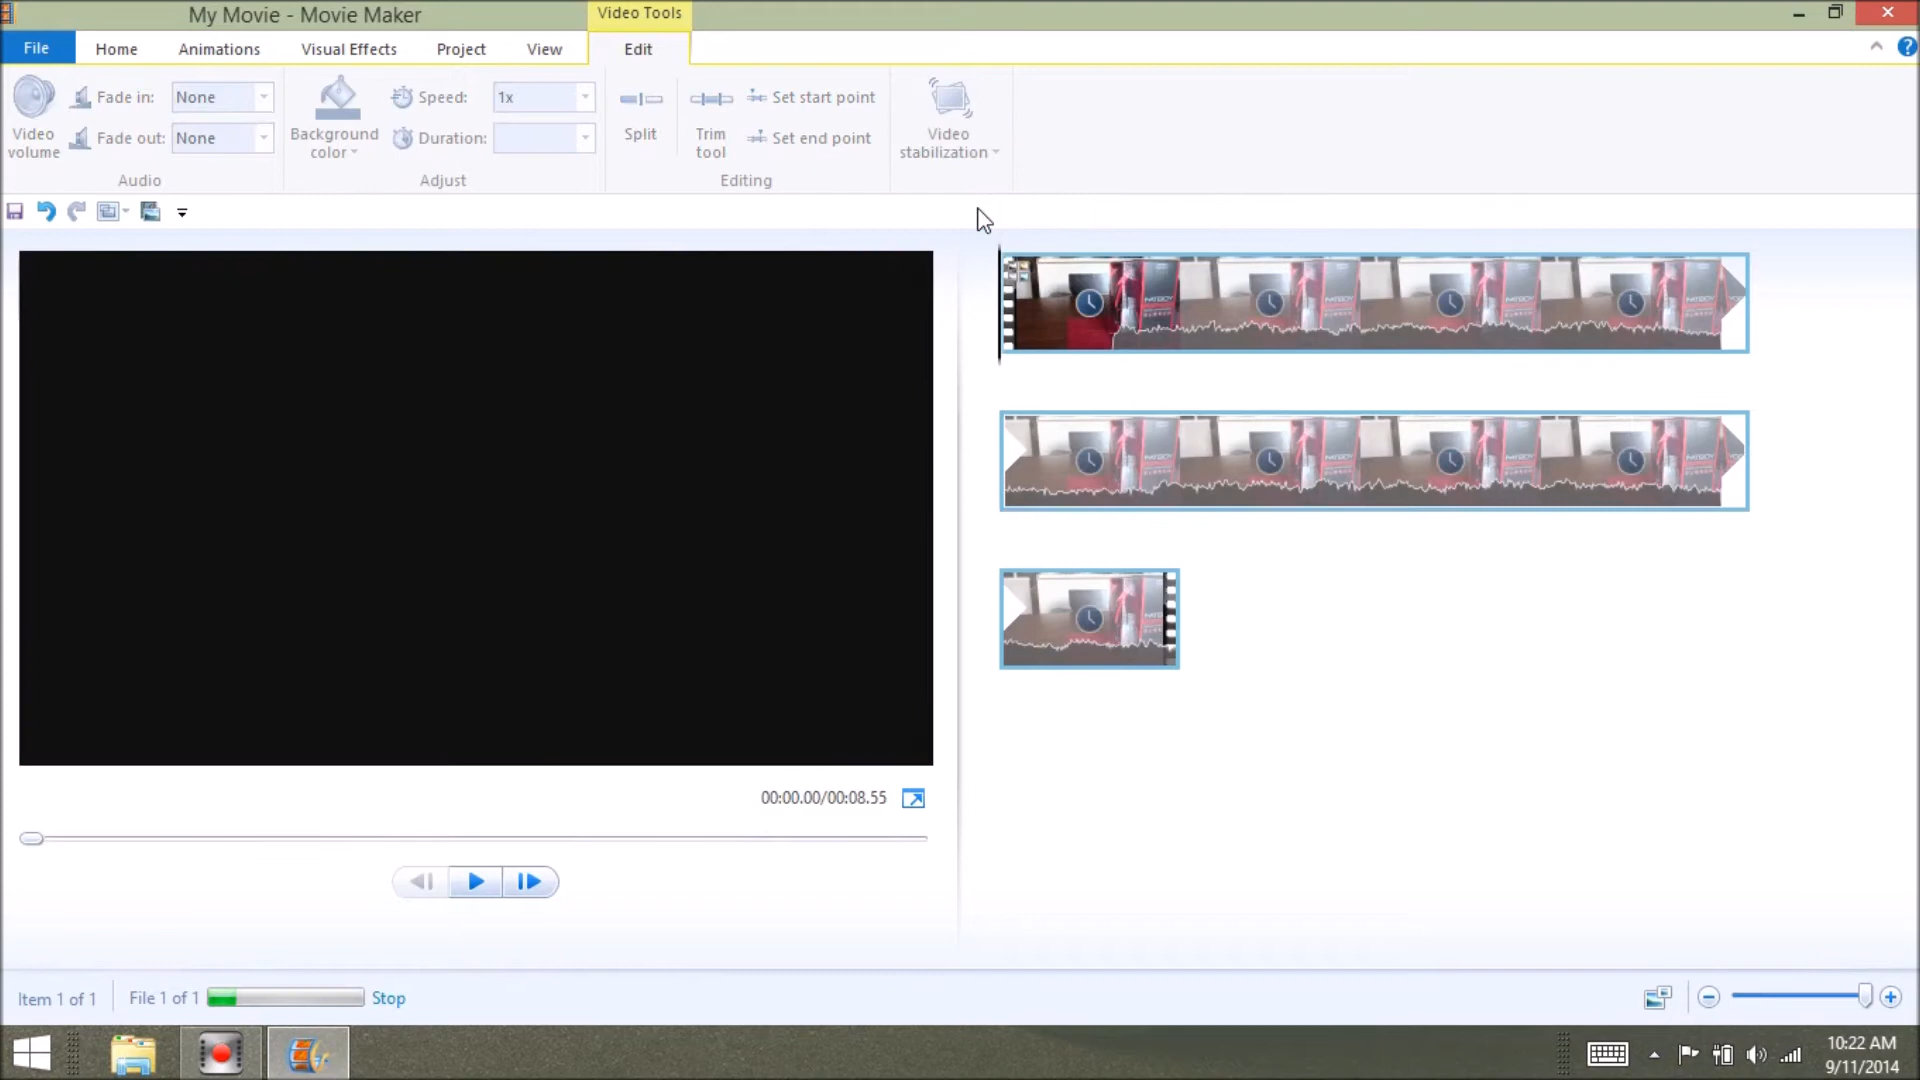 My Movie - Movie Maker
Video Tools
File
Home
Animations
Visual Effects
Project
View
Edit
Video
volume
Fade in:
None
Fade out:
None
Audio
Background
color
Speed:
1x
Duration:
Adjust
Split
Trim
tool
Set start point
Set end point
Editing
Video
stabilization
00:00.00/00:08.55
Item 1 of 1
File 1 of 1
Stop
10:22 AM
9/11/2014